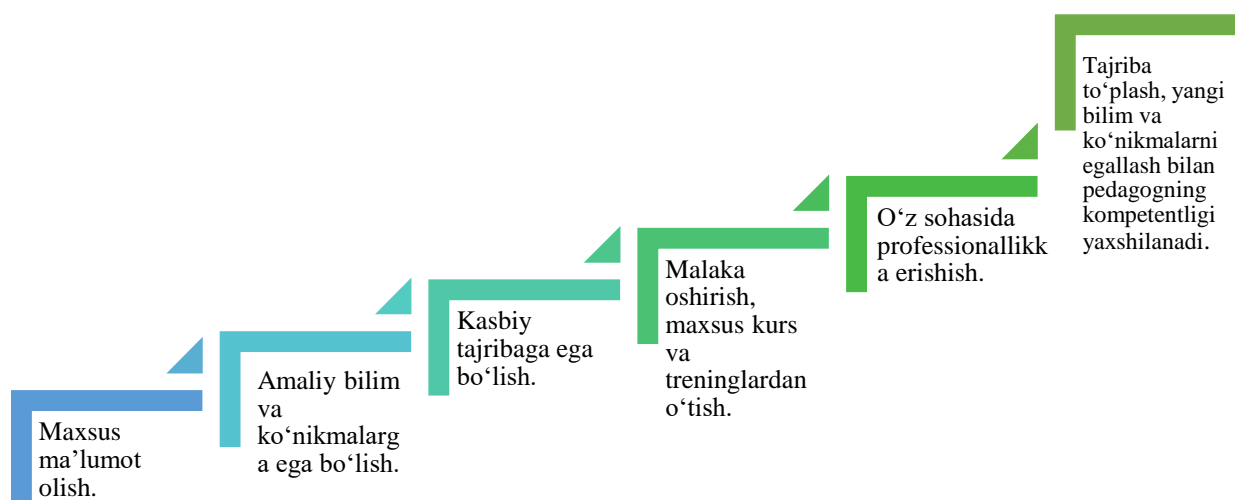 Maxsus
ma’lumot
olish.
Amaliy bilim
va
ko‘nikmalarg
a ega bo‘lish.
Kasbiy
tajribaga ega
bo‘lish.
Malaka
oshirish,
maxsus kurs
va
treninglardan
o‘tish.
O‘z sohasida
professionallikk
a erishish.
Tajriba
to‘plash, yangi
bilim va
ko‘nikmalarni
egallash bilan
pedagogning
kompetentligi
yaxshilanadi.